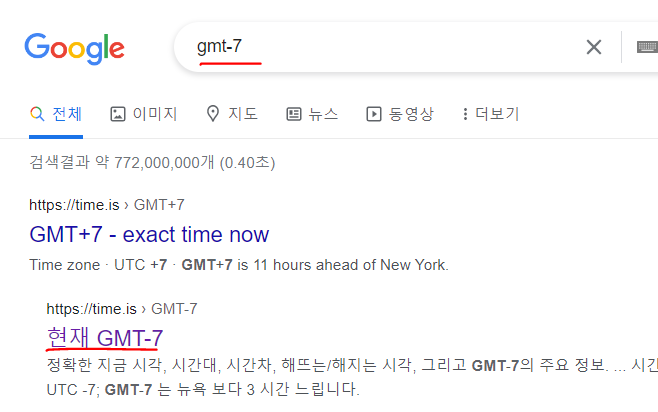 Google
gmt-7
전체 이미지 지도 뉴스 동영상 더보기
검색결과 약 772,000,000개 (0.40초)
https://time.is › GMT+7
GMT+7 - exact time now
Time zone · UTC +7 · GMT+7 is 11 hours ahead of New York.
https://time.is › GMT-7
현재 GMT-7
정확한 지금 시각, 시간대, 시간차, 해뜨는/해지는 시각, 그리고 GMT-7의 주요 정보. ... 시간
UTC -7; GMT-7 는 뉴욕 보다 3 시간 느립니다.